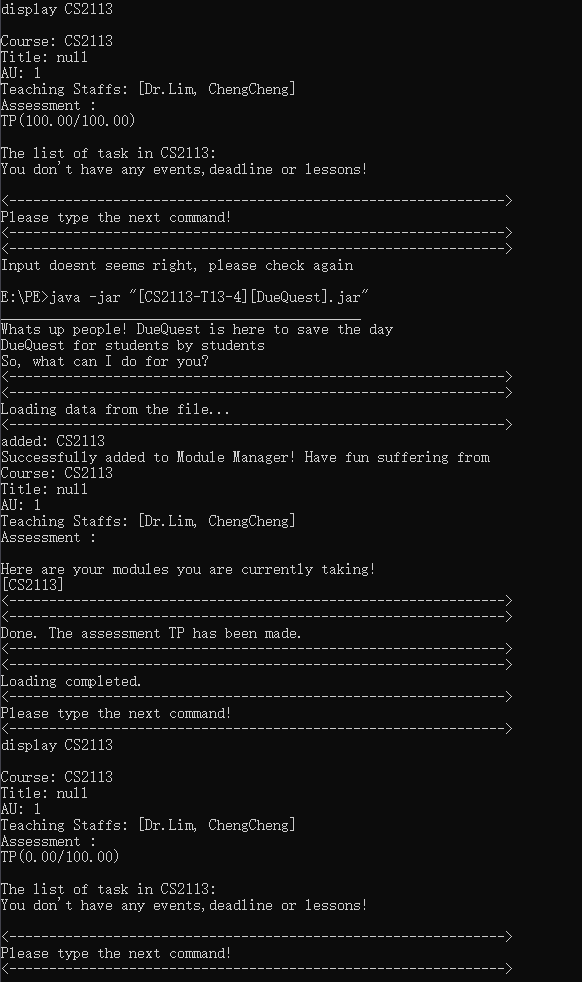 display CS2113
Course: CS2113
Title: null
AU: 1
Teaching Staffs: [Dr.Lim, ChengCheng]
Assessment :
TP(100.00/100.00)
The list of task in CS2113:
You don't have any events,deadline or lessons!
<--------------------------------------------------------------->
Please type the next command!
<--------------------------------------------------------------->
<--------------------------------------------------------------->
Input doesnt seems right, please check again
E:\PE>java -jar "[CS2113-T13-4][DueQuest].jar"
_____________________________________________
Whats up people! DueQuest is here to save the day
DueQuest for students by students
So, what can I do for you?
<--------------------------------------------------------------->
<--------------------------------------------------------------->
Loading data from the file...
<--------------------------------------------------------------->
added: CS2113
Successfully added to Module Manager! Have fun suffering from
Course: CS2113
Title: null
AU: 1
Teaching Staffs: [Dr.Lim, ChengCheng]
Assessment :
Here are your modules you are currently taking!
[CS2113]
<--------------------------------------------------------------->
<--------------------------------------------------------------->
Done. The assessment TP has been made.
<--------------------------------------------------------------->
<--------------------------------------------------------------->
Loading completed.
<--------------------------------------------------------------->
Please type the next command!
<--------------------------------------------------------------->
display CS2113
Course: CS2113
Title: null
AU: 1
Teaching Staffs: [Dr.Lim, ChengCheng]
Assessment :
TP(0.00/100.00)
The list of task in CS2113:
You don't have any events,deadline or lessons!
<--------------------------------------------------------------->
Please type the next command!
<--------------------------------------------------------------->